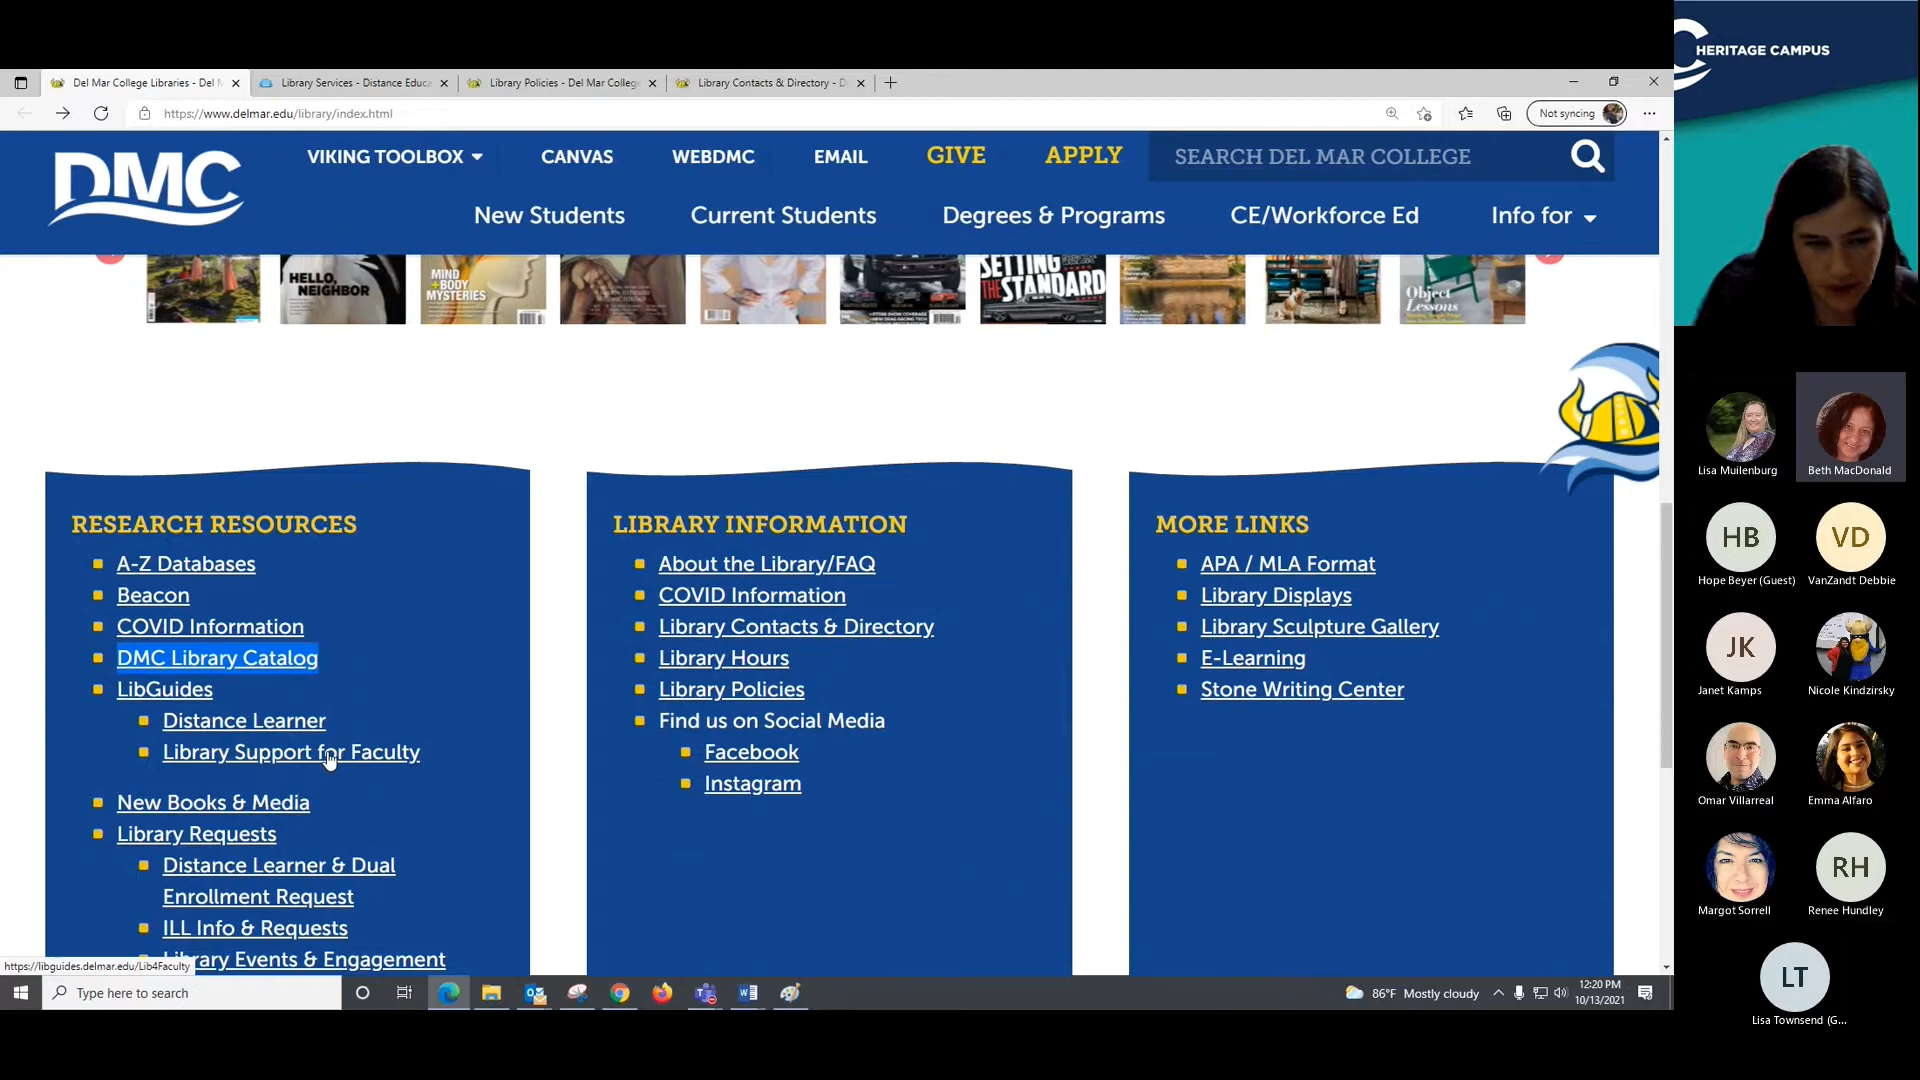 HERITAGE CAMPUS
Del Mar College Libraries - Del M
Library Services - Distance Educa
Library Policies - Del Mar College
Library Contacts & Directory - D
https://www.delmar.edu/library/index.html
Not syncing
DMC
VIKING TOOLBOX
CANVAS
WEBDMC
EMAIL
GIVE
APPLY
SEARCH DEL MAR COLLEGE
New Students
Current Students
Degrees & Programs
CE/Workforce Ed
Info for
HELLO,
NEIGHBOR
MIND
+BODY
MYSTERIES
SETTING
THE STANDARD
Object
Lessons
RESEARCH RESOURCES
A-Z Databases
Beacon
COVID Information
DMC Library Catalog
LibGuides
Distance Learner
Library Support for Faculty
New Books & Media
Library Requests
Distance Learner & Dual
Enrollment Request
ILL Info & Requests
Library Events & Engagement
LIBRARY INFORMATION
About the Library/FAQ
COVID Information
Library Contacts & Directory
Library Hours
Library Policies
Find us on Social Media
Facebook
Instagram
MORE LINKS
APA / MLA Format
Library Displays
Library Sculpture Gallery
E-Learning
Stone Writing Center
https://libguides.delmar.edu/Lib4Faculty
Type here to search
86°F Mostly cloudy
12:20 PM
10/13/2021
Lisa Muilenburg
Beth MacDonald
HB
Hope Beyer (Guest)
VD
VanZandt Debbie
JK
Janet Kamps
Nicole Kindzirsky
Omar Villarreal
Emma Alfaro
Margot Sorrell
RH
Renee Hundley
LT
Lisa Townsend (G...